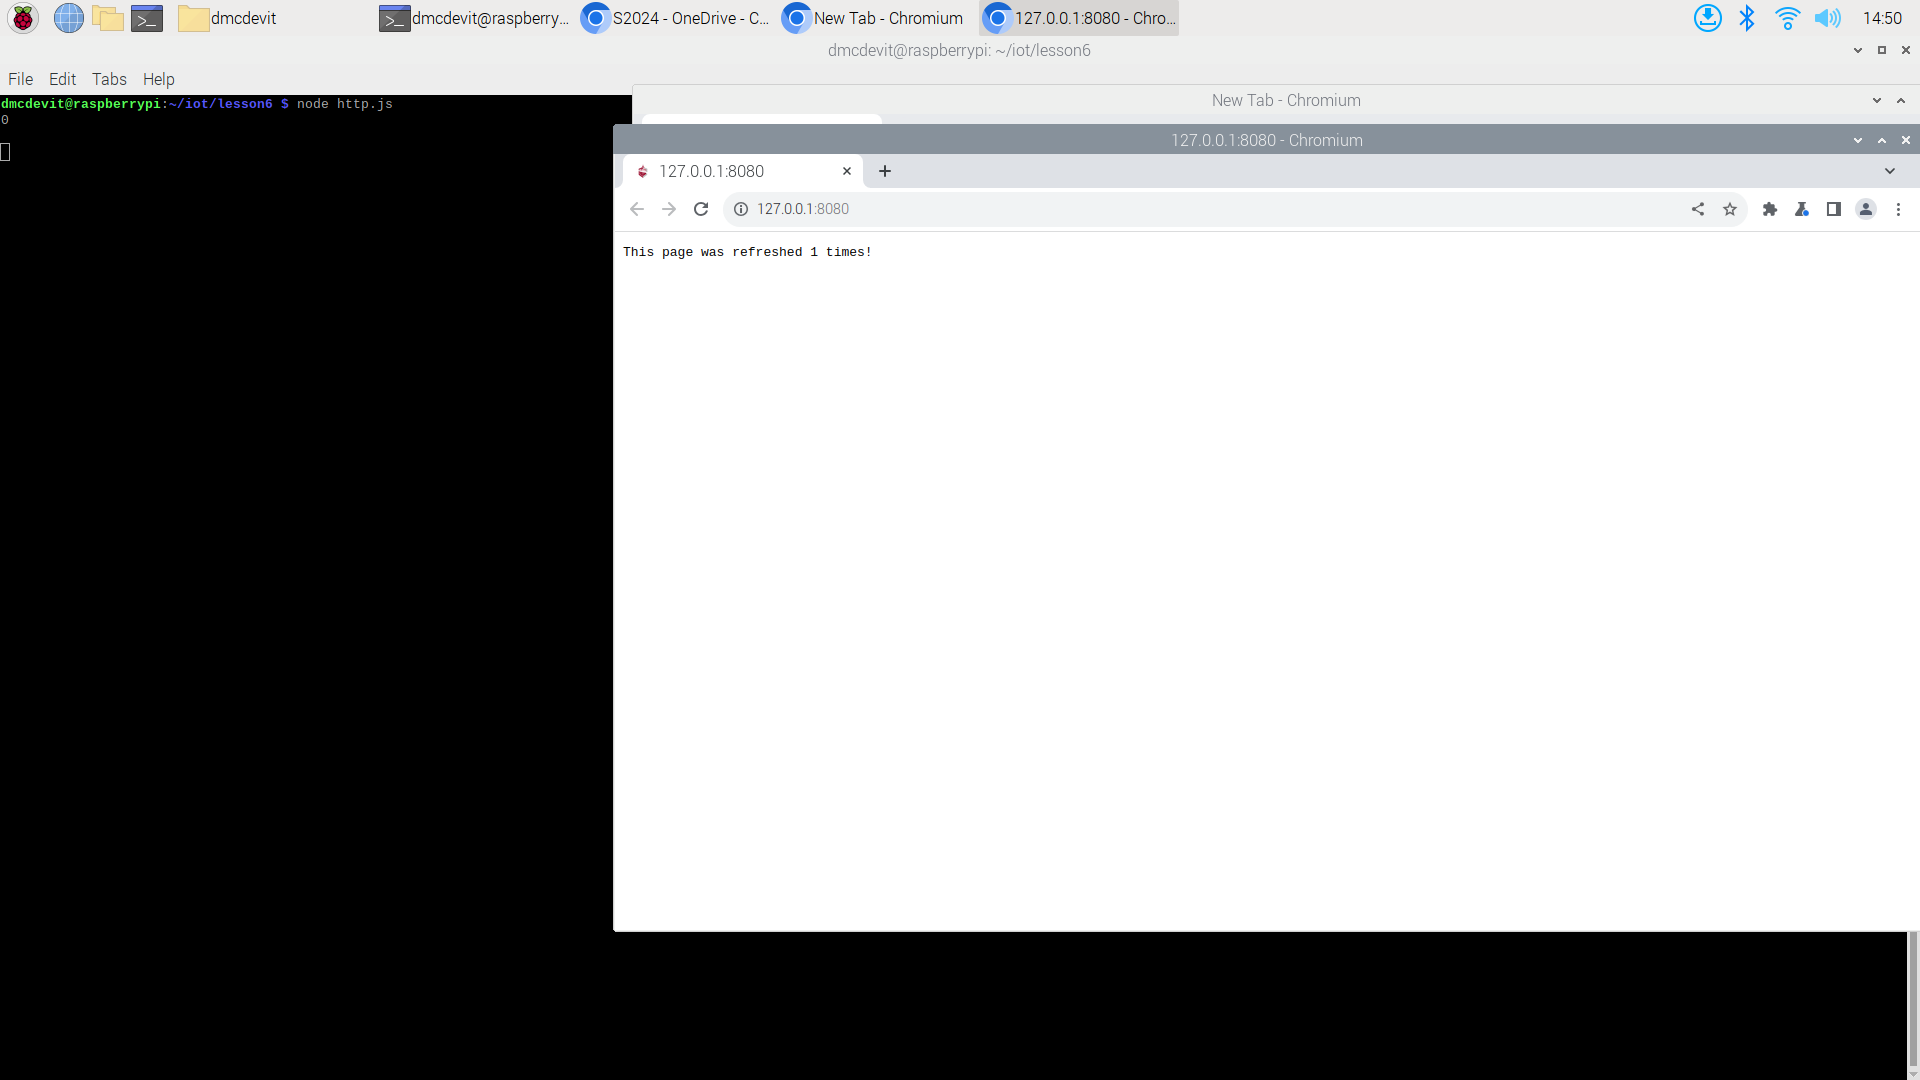 dmcdevit
dmcdevit@raspberry...
S2024 - OneDrive - C...
New Tab - Chromium
127.0.0.1:8080 - Chro...
14:50
dmcdevit@raspberrypi: ~/iot/lesson6
File Edit Tabs Help
dmcdevit@raspberrypi:~/iot/lesson6 $ node http.js
0
New Tab - Chromium
127.0.0.1:8080 - Chromium
127.0.0.1:8080
127.0.0.1:8080
This page was refreshed 1 times!